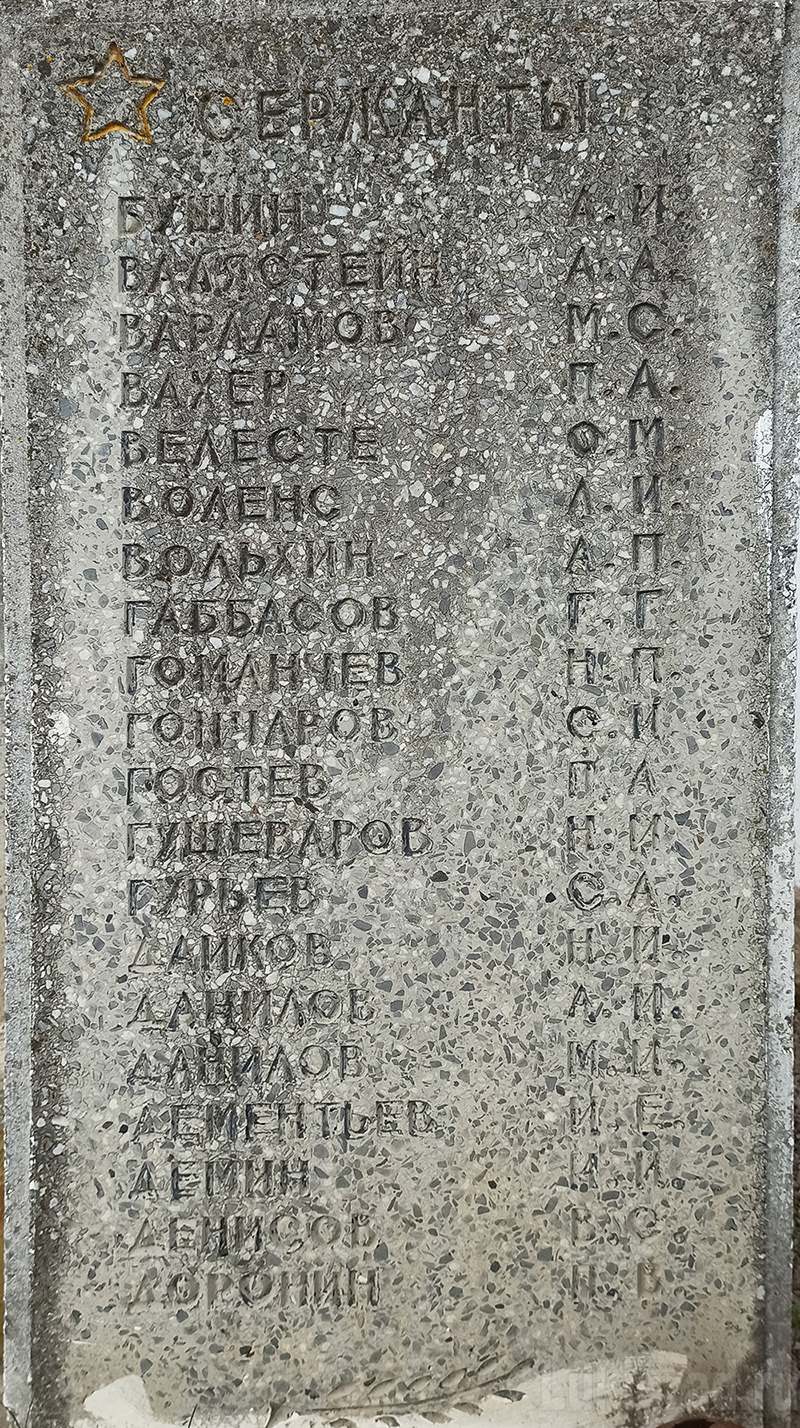 СЕРЖАНТЫ
БУШИН А. И.
ВАЛЯСТЕЙН А. А.
ВАРЛАМОВ М. С.
ВАХЕР П. А.
ВЕЛЕСТЕ О. М.
ВОЛЕНС Л. И.
ВОЛЬХИН А. П.
ГАББАСОВ Г. Г.
ГОМАНЧЕВ Н. П.
ГОНЧАРОВ С. И
ГОСТЕВ П. А
ГУШЕВАРОВ Н. И.
ГУРЬЕВ С. А.
ДАИКОВ Н. И.
ДАНИЛОВ А. И.
ДАНИЛОВ М. И.
ДЕМЕНТЬЕВ И. Е.
ДЕМИН И. И.
ДЕНИСОВ В. С.
ДОРОНИН Н. В.